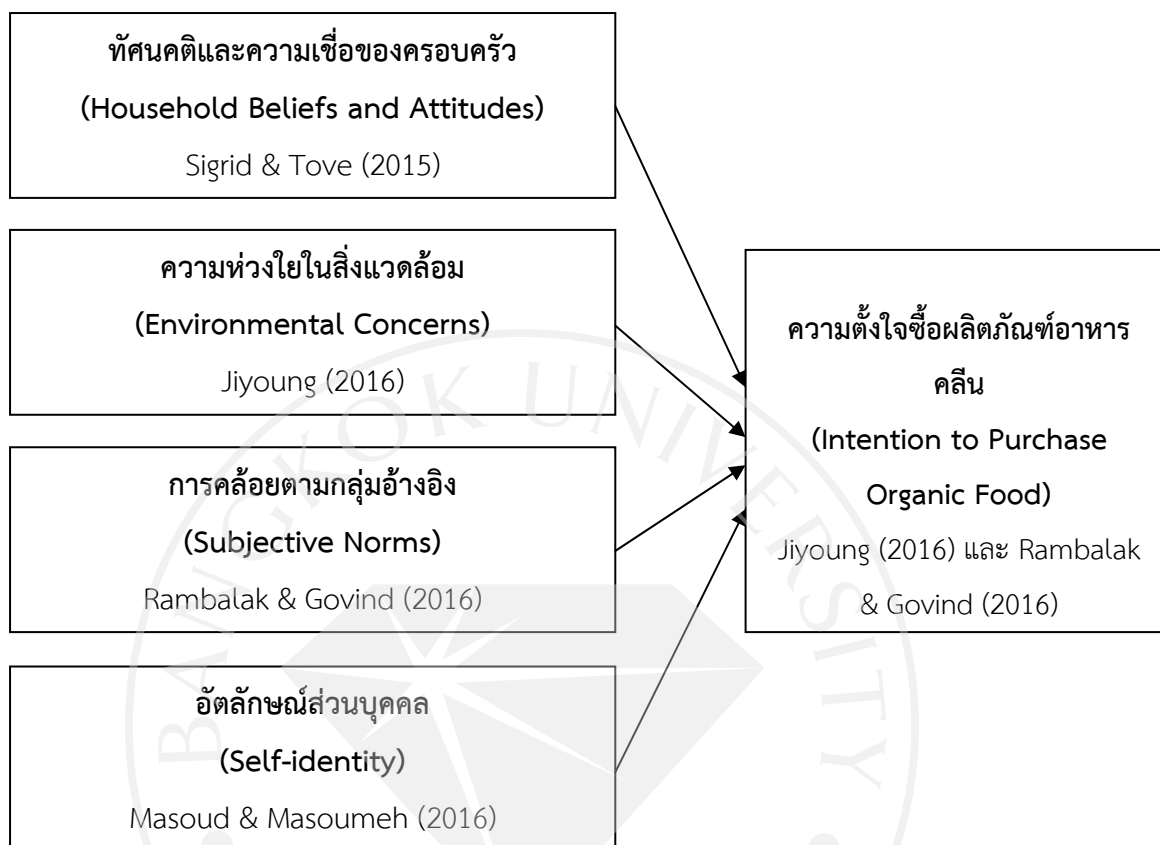 ทัศนคติและความเชื่อของครอบครัว
(Household Beliefs and Attitudes)
Sigrid & Tove (2015)
ความห่วงใยในสิ่งแวดล้อม
(Environmental Concerns)
Jiyoung (2016)
การคล้อยตามกลุ่มอ้างอิง
(Subjective Norms)
Rambalak & Govind (2016)
อัตลักษณ์ส่วนบุคคล
(Self-identity)
Masoud & Masoumeh (2016)
ความตั้งใจซื้อผลิตภัณฑ์อาหาร
คลีน
(Intention to Purchase
Organic Food)
Jiyoung (2016) และ Rambalak
& Govind (2016)
BANGKOK UNIVERSITY